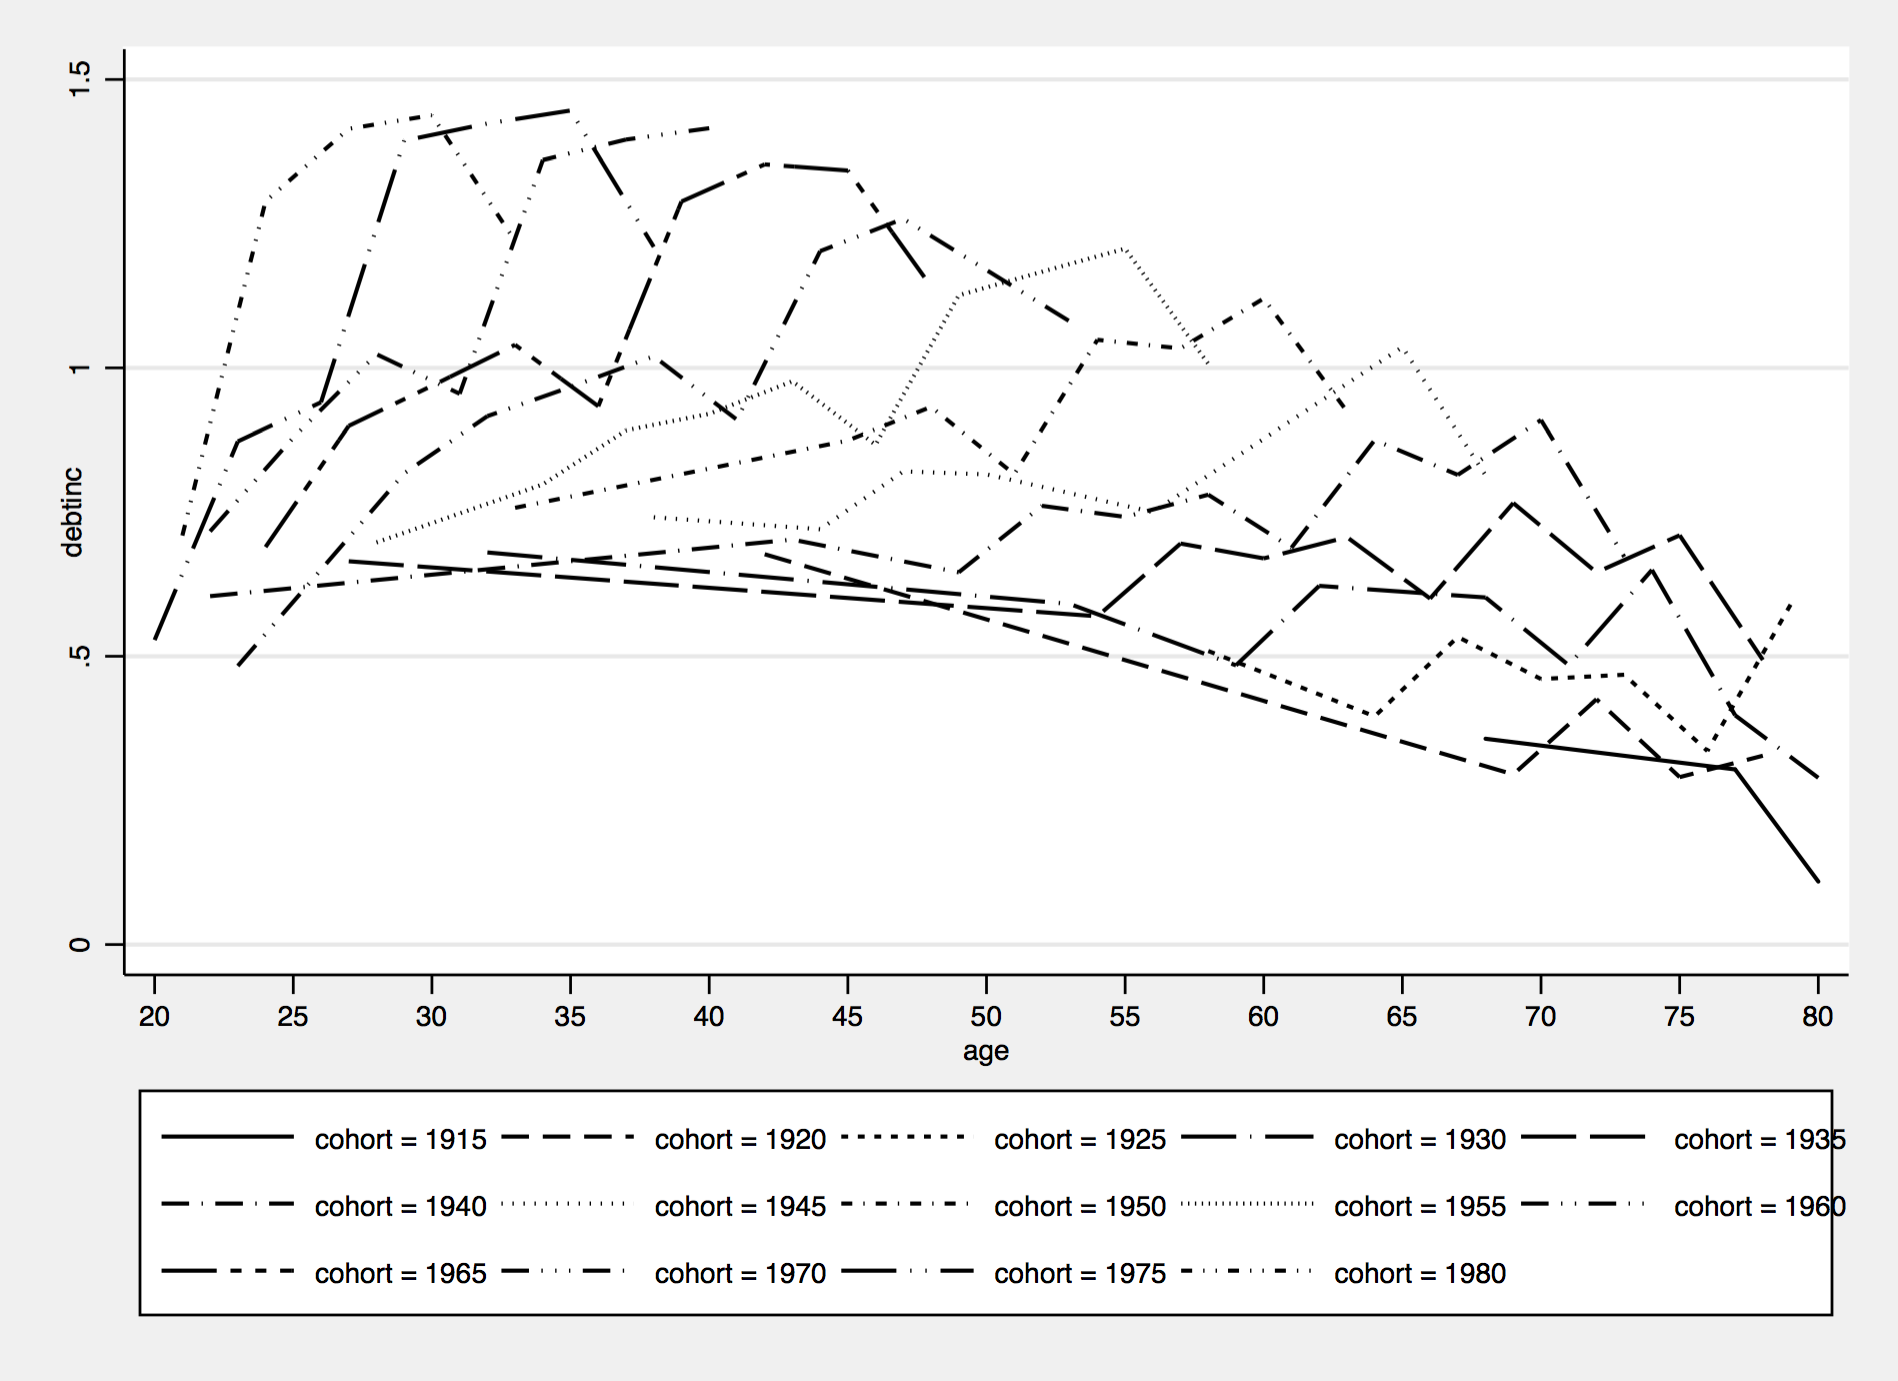 1.5
1
.5
0
debtinc
20 25 30 35 40 45 50 55 60 65 70 75 80
age
cohort = 1915 cohort = 1920 cohort = 1925 cohort = 1930 cohort = 1935
cohort = 1940 cohort = 1945 cohort = 1950 cohort = 1955 cohort = 1960
cohort = 1965 cohort = 1970 cohort = 1975 cohort = 1980